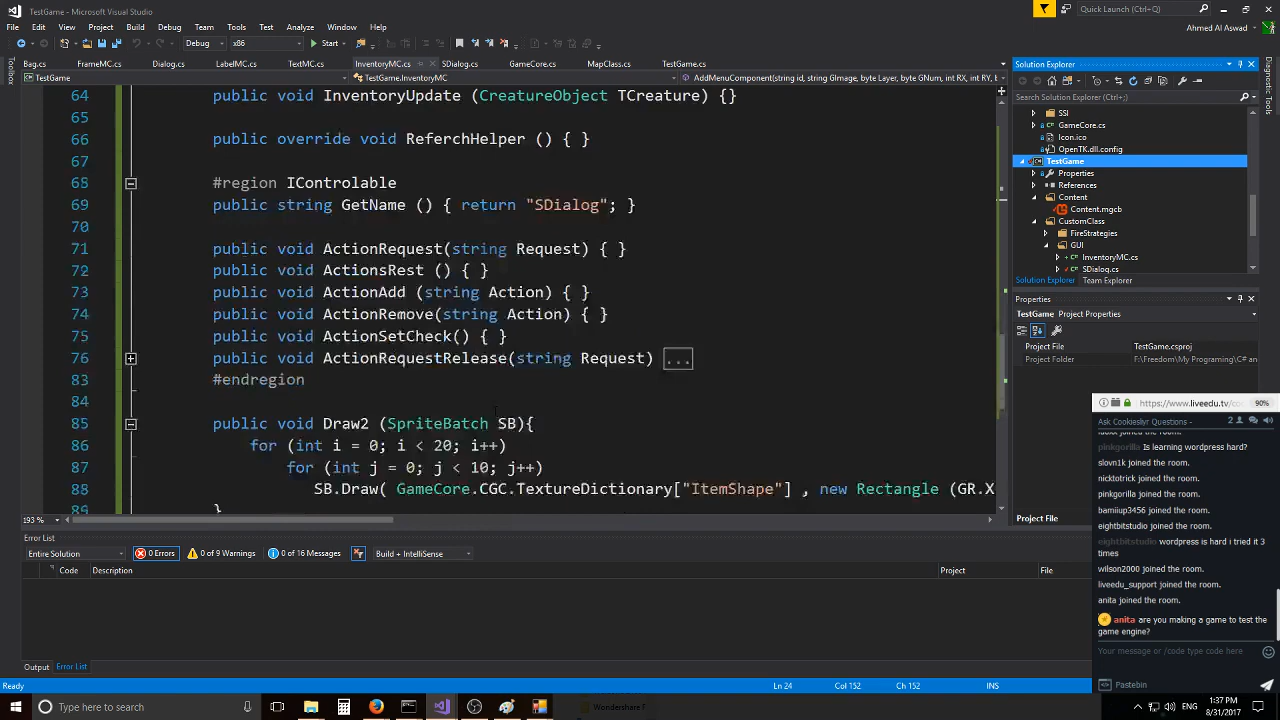 TestGame - Microsoft Visual Studio
Quick Launch (Ctrl+Q)
File Edit View Project Build Debug Team Tools Architecture Test Analyze Window Help
Ahmed Al Aswad
Debug x86 Start
Bag.cs FrameMC.cs Dialog.cs LabelMC.cs TextMC.cs InventoryMC.cs SDialog.cs GameCore.cs MapClass.cs TestGame.cs
TestGame TestGame.InventoryMC AddMenuComponent(string id, string GImage, byte Layer, byte GNum, int RX, int RY,
Toolbox
Diagnostic Tools
64 public void InventoryUpdate (CreatureObject TCreature) {}
65
66 public override void ReferchHelper () { }
67
68 #region IControlable
69 public string GetName () { return "SDialog"; }
70
71 public void ActionRequest(string Request) { }
72 public void ActionsRest () { }
73 public void ActionAdd (string Action) { }
74 public void ActionRemove(string Action) { }
75 public void ActionSetCheck() { }
76 public void ActionRequestRelease(string Request) ...
83 #endregion
84
85 public void Draw2 (SpriteBatch SB){
86 for (int i = 0; i < 20; i++)
87 for (int j = 0; j < 10; j++)
88 SB.Draw( GameCore.CGC.TextureDictionary["ItemShape"] , new Rectangle (GR.X
89 }
193 %
Error List
Entire Solution 0 Errors 0 of 9 Warnings 0 of 16 Messages Build + IntelliSense
Code Description Project File
Output Error List
Ready Ln 24 Col 152 Ch 152 INS
Solution Explorer
Search Solution Explorer (Ctrl+;)
SSI
GameCore.cs
Icon.ico
OpenTK.dll.config
TestGame
Properties
References
Content
Content.mgcb
CustomClass
FireStrategies
GUI
InventoryMC.cs
SDialog.cs
Solution Explorer Team Explorer
Properties
TestGame Project Properties
Project File TestGame.csproj
Project Folder F:\Freedom\My Programing\C# an
Project File
https://www.liveedu.tv/co 90%
Ask Cookiesliyr Questions - 2
joined the room.
pinkgorilla Is learning wordpress hard?
slovn1k joined the room.
nicktotrick joined the room.
pinkgorilla joined the room.
bamiiup3456 joined the room.
eightbitstudio joined the room.
eightbitstudio wordpress is hard i tried it 3
times
wilson2000 joined the room.
liveedu_support joined the room.
anita joined the room.
anita are you making a game to test the
game engine?
Your message or /code type code here
Pastebin
Type here to search
Wondershare F
ENG
1:37 PM
8/31/2017